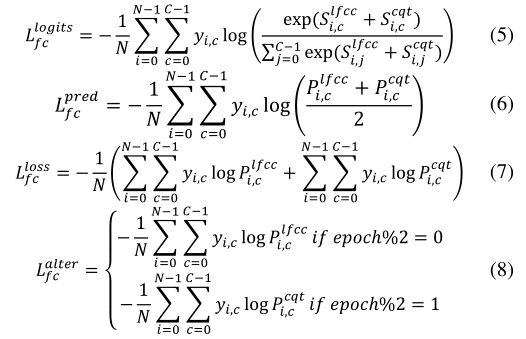 L_{fc}^{logits} = -\frac{1}{N}\sum_{i=0}^{N-1}\sum_{c=0}^{C-1} y_{i,c} \log\left(\frac{\exp(S_{i,c}^{lfcc} + S_{i,c}^{cqt})}{\sum_{j=0}^{C-1} \exp(S_{i,j}^{lfcc} + S_{i,j}^{cqt})}\right) (5)
L_{fc}^{pred} = -\frac{1}{N}\sum_{i=0}^{N-1}\sum_{c=0}^{C-1} y_{i,c} \log\left(\frac{P_{i,c}^{lfcc} + P_{i,c}^{cqt}}{2}\right) (6)
L_{fc}^{loss} = -\frac{1}{N}\left(\sum_{i=0}^{N-1}\sum_{c=0}^{C-1} y_{i,c} \log P_{i,c}^{lfcc} + \sum_{i=0}^{N-1}\sum_{c=0}^{C-1} y_{i,c} \log P_{i,c}^{cqt}\right) (7)
L_{fc}^{alter} = \begin{cases} -\frac{1}{N}\sum_{i=0}^{N-1}\sum_{c=0}^{C-1} y_{i,c} \log P_{i,c}^{lfcc} \; if \; epoch\%2 = 0 \\ -\frac{1}{N}\sum_{i=0}^{N-1}\sum_{c=0}^{C-1} y_{i,c} \log P_{i,c}^{cqt} \; if \; epoch\%2 = 1 \end{cases} (8)